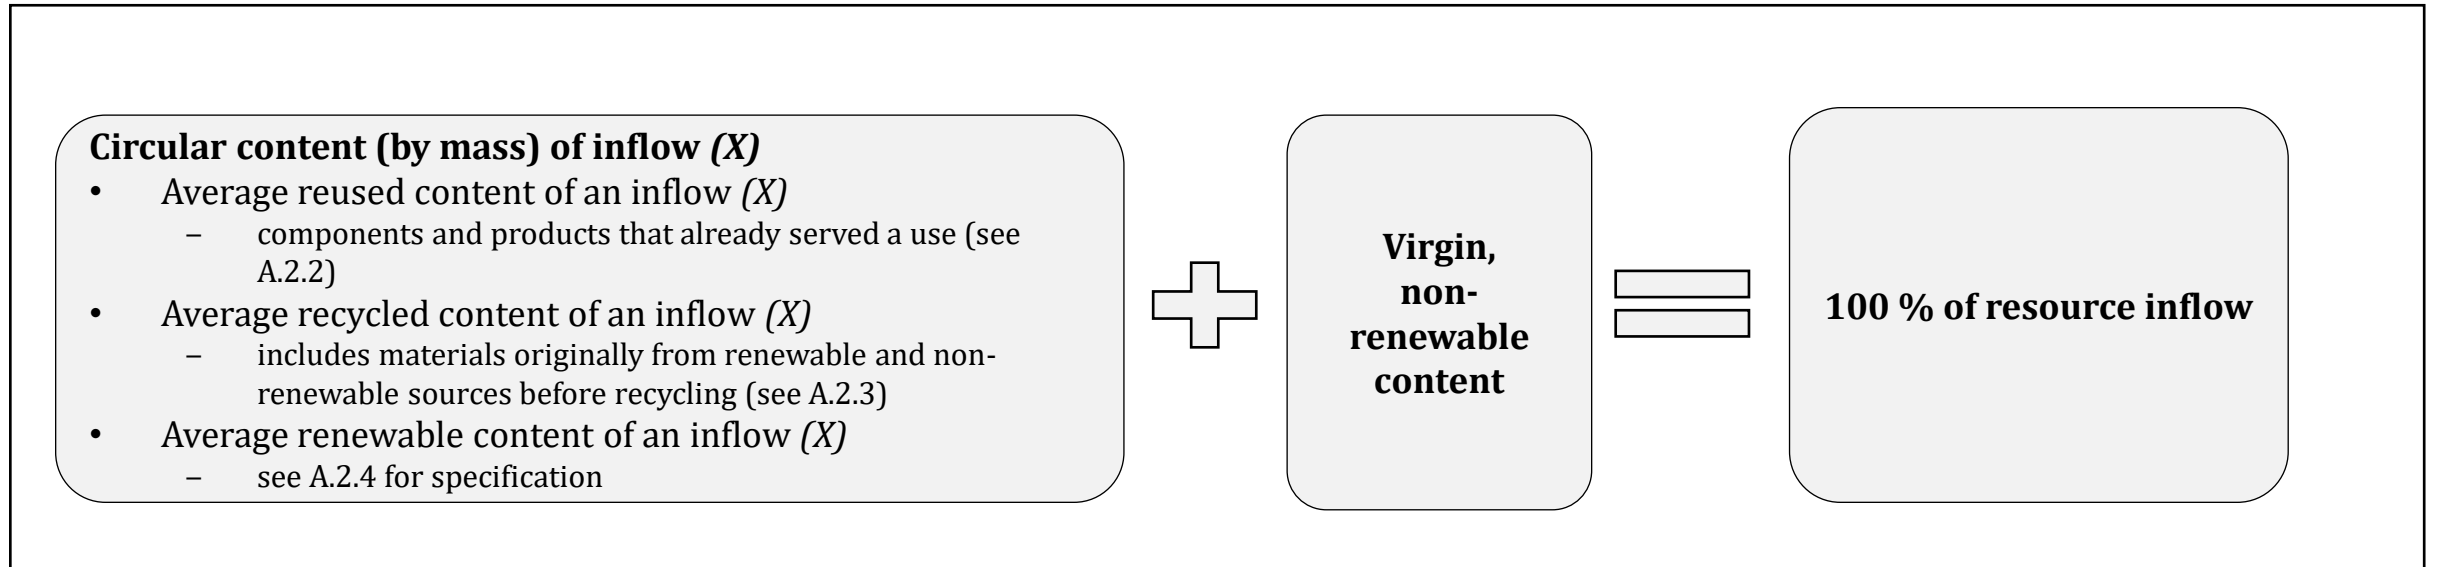 Circular content (by mass) of inflow (X)
• Average reused content of an inflow (X)
– components and products that already served a use (see
A.2.2)
• Average recycled content of an inflow (X)
– includes materials originally from renewable and non-
renewable sources before recycling (see A.2.3)
• Average renewable content of an inflow (X)
– see A.2.4 for specification
Virgin,
non-
renewable
content
100 % of resource inflow